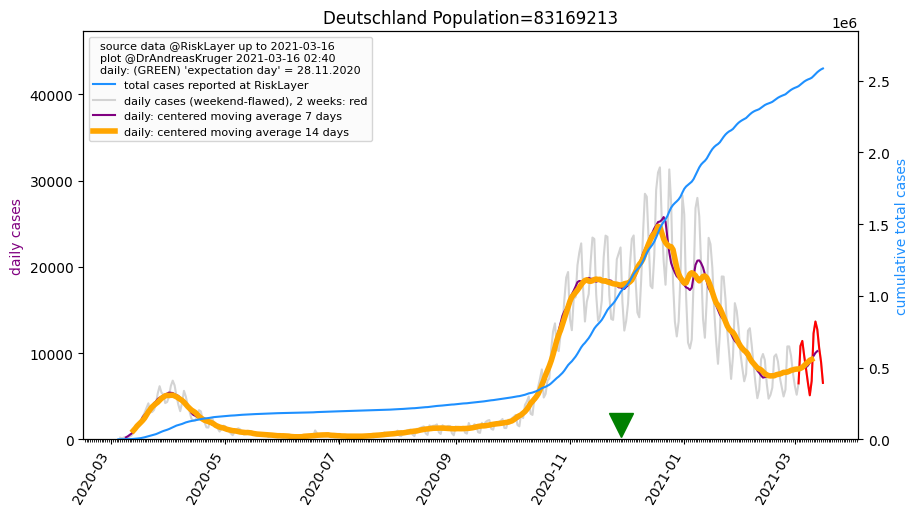 Deutschland Population=83169213
1e6
source data @RiskLayer up to 2021-03-16
plot @DrAndreasKruger 2021-03-16 02:40
daily: (GREEN) 'expectation day' = 28.11.2020
total cases reported at RiskLayer
daily cases (weekend-flawed), 2 weeks: red
daily: centered moving average 7 days
daily: centered moving average 14 days
daily cases
40000
30000
20000
10000
0
cumulative total cases
2.5
2.0
1.5
1.0
0.5
0.0
2020-03
2020-05
2020-07
2020-09
2020-11
2021-01
2021-03